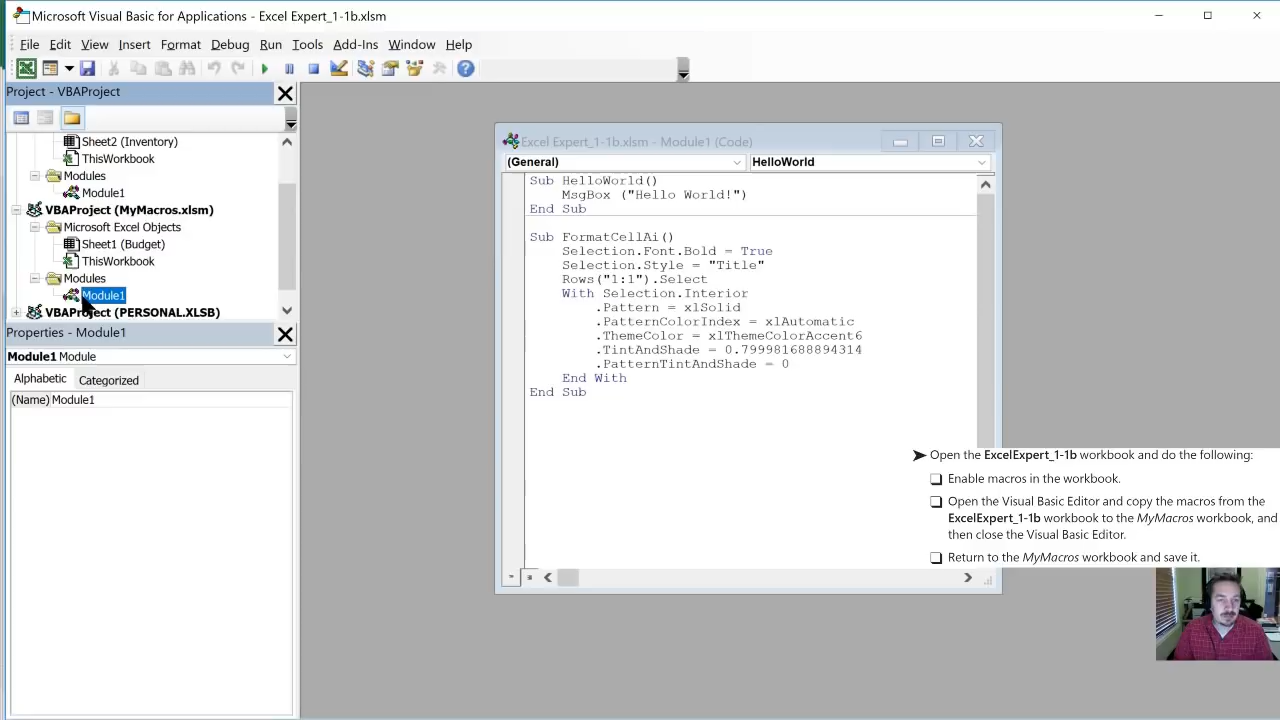 Microsoft Visual Basic for Applications - Excel Expert_1-1b.xlsm
File Edit View Insert Format Debug Run Tools Add-Ins Window Help
Project - VBAProject
Sheet2 (Inventory)
ThisWorkbook
Modules
Module1
VBAProject (MyMacros.xlsm)
Microsoft Excel Objects
Sheet1 (Budget)
ThisWorkbook
Modules
Module1
VBAProject (PERSONAL.XLSB)
Properties - Module1
Module1 Module
Alphabetic Categorized
(Name) Module1
Excel Expert_1-1b.xlsm - Module1 (Code)
(General) HelloWorld
Sub HelloWorld()
MsgBox ("Hello World!")
End Sub
Sub FormatCellAi()
Selection.Font.Bold = True
Selection.Style = "Title"
Rows("1:1").Select
With Selection.Interior
.Pattern = xlSolid
.PatternColorIndex = xlAutomatic
.ThemeColor = xlThemeColorAccent6
.TintAndShade = 0.799981688894314
.PatternTintAndShade = 0
End With
End Sub
Open the ExcelExpert_1-1b workbook and do the following:
Enable macros in the workbook.
Open the Visual Basic Editor and copy the macros from the
ExcelExpert_1-1b workbook to the MyMacros workbook, and
then close the Visual Basic Editor.
Return to the MyMacros workbook and save it.